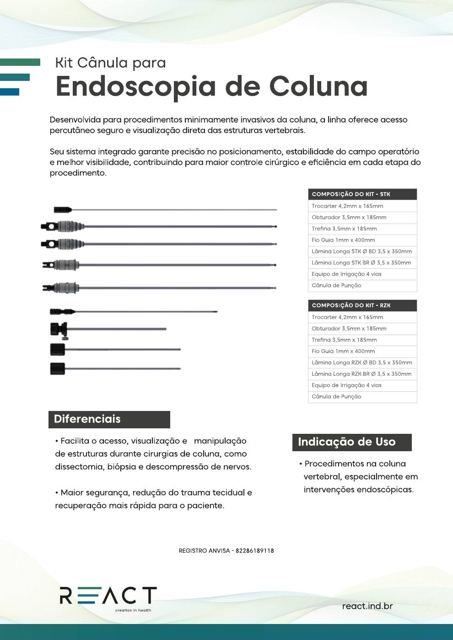 Kit Cânula para
Endoscopia de Coluna
Desenvolvida para procedimentos minimamente invasivos da coluna, a linha oferece acesso
percutâneo seguro e visualização direta das estruturas vertebrais.
Seu sistema integrado garante precisão no posicionamento, estabilidade do campo operatório
e melhor visibilidade, contribuindo para maior controle cirúrgico e eficiência em cada etapa do
procedimento.
COMPOSIÇÃO DO KIT - STK
Trocarter 4,2mm x 165mm
Obturador 3,5mm x 185mm
Trefina 3,5mm x 185mm
Fio Guia 1mm x 400mm
Lâmina Longa STK Ø BD 3,5 x 350mm
Lâmina Longa STK BR Ø 3,5 x 350mm
Equipo de Irrigação 4 vias
Cânula de Punção
COMPOSIÇÃO DO KIT - RZK
Trocarter 4,2mm x 165mm
Obturador 3,5mm x 185mm
Trefina 3,5mm x 185mm
Fio Guia 1mm x 400mm
Lâmina Longa RZK Ø BD 3,5 x 350mm
Lâmina Longa RZK BR Ø 3,5 x 350mm
Equipo de Irrigação 4 vias
Cânula de Punção
Diferenciais
• Facilita o acesso, visualização e manipulação
de estruturas durante cirurgias de coluna, como
dissectomia, biópsia e descompressão de nervos.
• Maior segurança, redução do trauma tecidual e
recuperação mais rápida para o paciente.
Indicação de Uso
• Procedimentos na coluna
vertebral, especialmente em
intervenções endoscópicas.
REGISTRO ANVISA - 82286189118
REACT
creation in health
react.ind.br